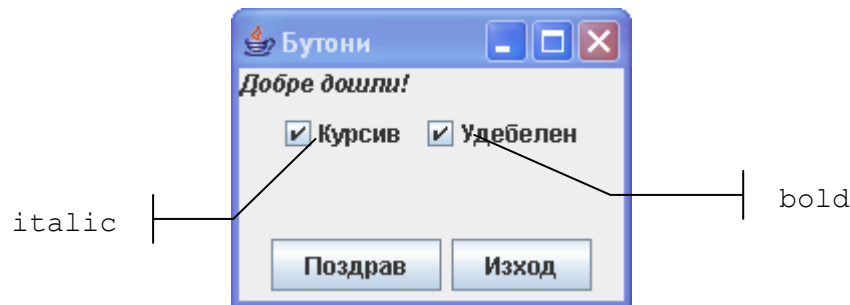 Бутони
Добре дошли!
Курсив Удебелен
italic
bold
Поздрав Изход